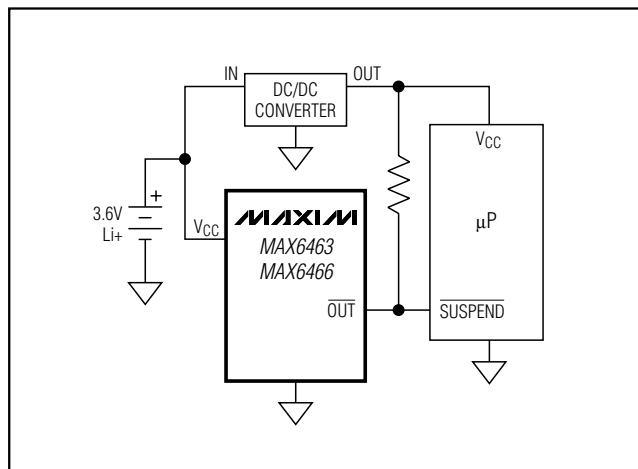 IN
DC/DC
CONVERTER
OUT
VCC
µP
+
3.6V
Li+
VCC
MAXIM
MAX6463
MAX6466
OUT
SUSPEND